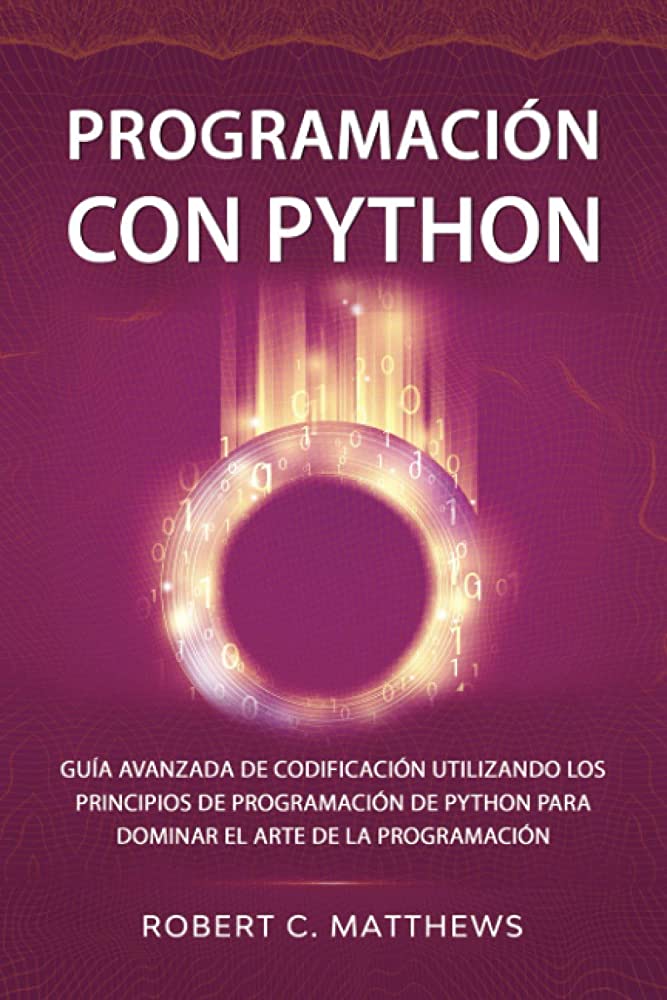 PROGRAMACIÓN
CON PYTHON
GUÍA AVANZADA DE CODIFICACIÓN UTILIZANDO LOS
PRINCIPIOS DE PROGRAMACIÓN DE PYTHON PARA
DOMINAR EL ARTE DE LA PROGRAMACIÓN
ROBERT C. MATTHEWS